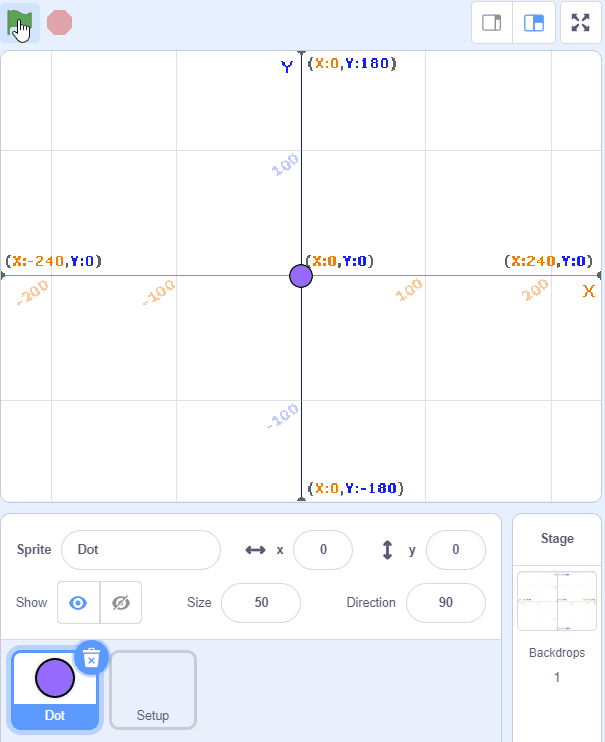 Y
(X:0,Y:180)
100
(X:-240,Y:0)
(X:0,Y:0)
(X:240,Y:0)
-200
-100
100
200
X
-100
(X:0,Y:-180)
Sprite
Dot
x
0
y
0
Show
Size
50
Direction
90
Stage
Backdrops
1
Dot
Setup